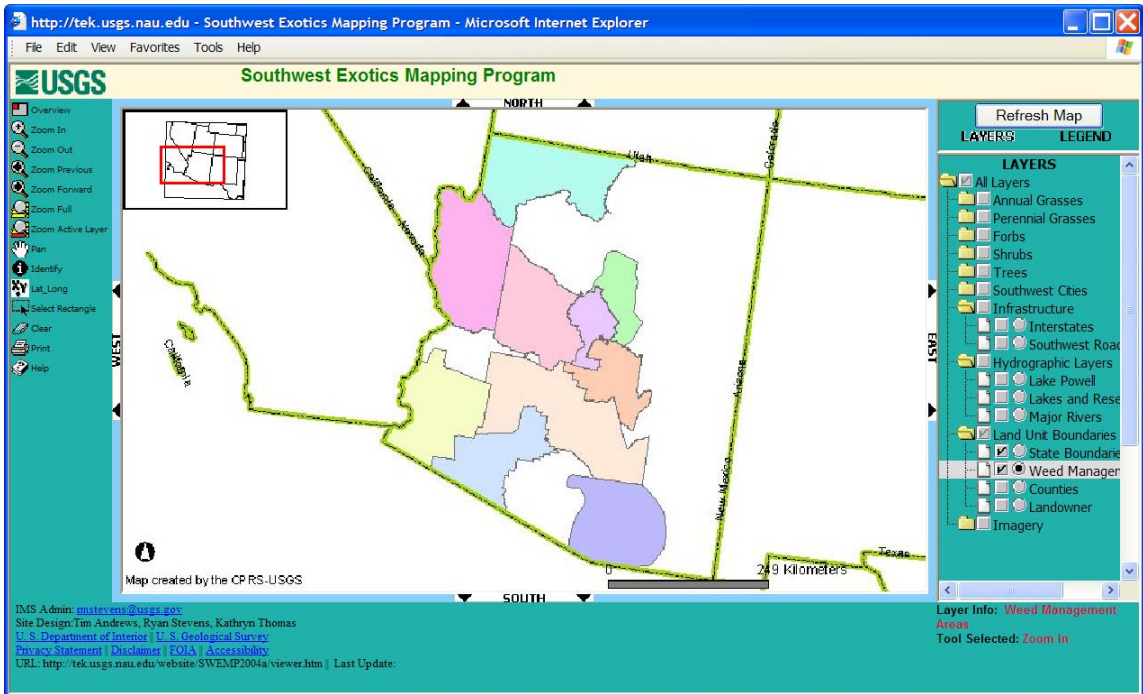 http://tek.usgs.nau.edu - Southwest Exotics Mapping Program - Microsoft Internet Explorer
File Edit View Favorites Tools Help
USGS
Southwest Exotics Mapping Program
Overview
Zoom In
Zoom Out
Zoom Previous
Zoom Forward
Zoom Full
Zoom Active Layer
Pan
Identify
Lat_Long
Select Rectangle
Clear
Print
Help
NORTH
WEST
EAST
SOUTH
Utah
Colorado
California
Nevada
California
Arizona
New Mexico
Texas
0 249 Kilometers
Map created by the CPRS-USGS
Refresh Map
LAYERS LEGEND
LAYERS
All Layers
Annual Grasses
Perennial Grasses
Forbs
Shrubs
Trees
Southwest Cities
Infrastructure
Interstates
Southwest Road
Hydrographic Layers
Lake Powell
Lakes and Rese
Major Rivers
Land Unit Boundaries
State Boundarie
Weed Managem
Counties
Landowner
Imagery
IMS Admin: rmstevens@usgs.gov
Site Design:Tim Andrews, Ryan Stevens, Kathryn Thomas
U. S. Department of Interior || U. S. Geological Survey
Privacy Statement || Disclaimer || FOIA || Accessibility
URL: http://tek.usgs.nau.edu/website/SWEMP2004a/viewer.htm || Last Update:
Layer Info: Weed Management
Areas
Tool Selected: Zoom In